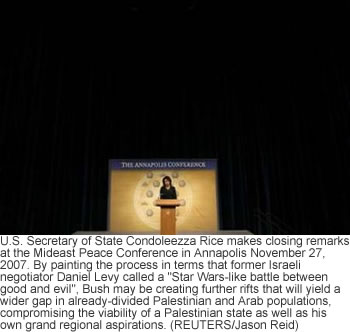 THE ANNAPOLIS CONFERENCE
U.S. Secretary of State Condoleezza Rice makes closing remarks
at the Mideast Peace Conference in Annapolis November 27,
2007. By painting the process in terms that former Israeli
negotiator Daniel Levy called a "Star Wars-like battle between
good and evil", Bush may be creating further rifts that will yield a
wider gap in already-divided Palestinian and Arab populations,
compromising the viability of a Palestinian state as well as his
own grand regional aspirations. (REUTERS/Jason Reid)